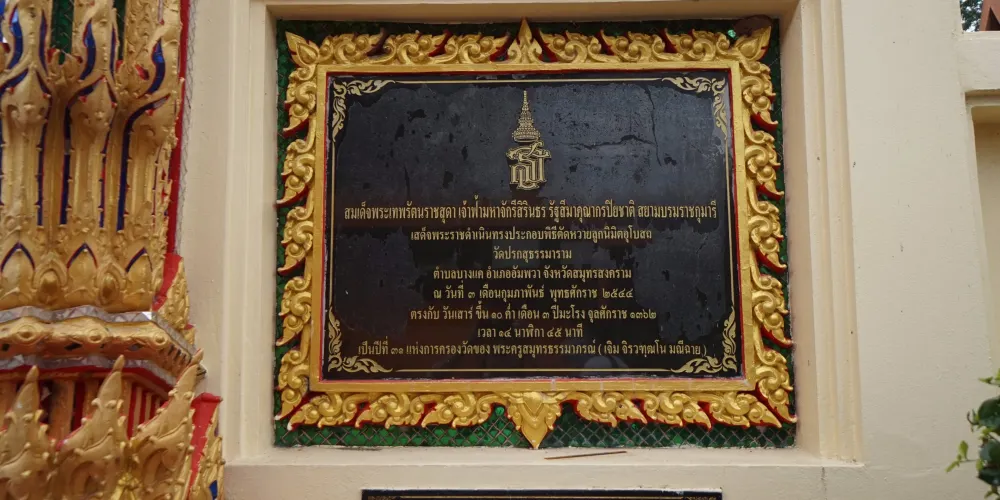 สธ
สมเด็จพระเทพรัตนราชสุดา เจ้าฟ้ามหาจักรีสิรินธร รัฐสีมาคุณากรปิยชาติ สยามบรมราชกุมารี
เสด็จพระราชดำเนินทรงประกอบพิธีตัดหวายลูกนิมิตอุโบสถ
วัดปรกสุธรรมาราม
ตำบลบางแค อำเภออัมพวา จังหวัดสมุทรสงคราม
ณ วันที่ ๓ เดือนกุมภาพันธ์ พุทธศักราช ๒๕๔๔
ตรงกับ วันเสาร์ ขึ้น ๑๐ ค่ำ เดือน ๓ ปีมะโรง จุลศักราช ๑๓๖๒
เวลา ๑๔ นาฬิกา ๔๕ นาที
เป็นปีที่ ๓๑ แห่งการครองวัดของ พระครูสมุทรธรรมาภรณ์ ( เจิม จิรวฑฺฒโน มณีฉาย )